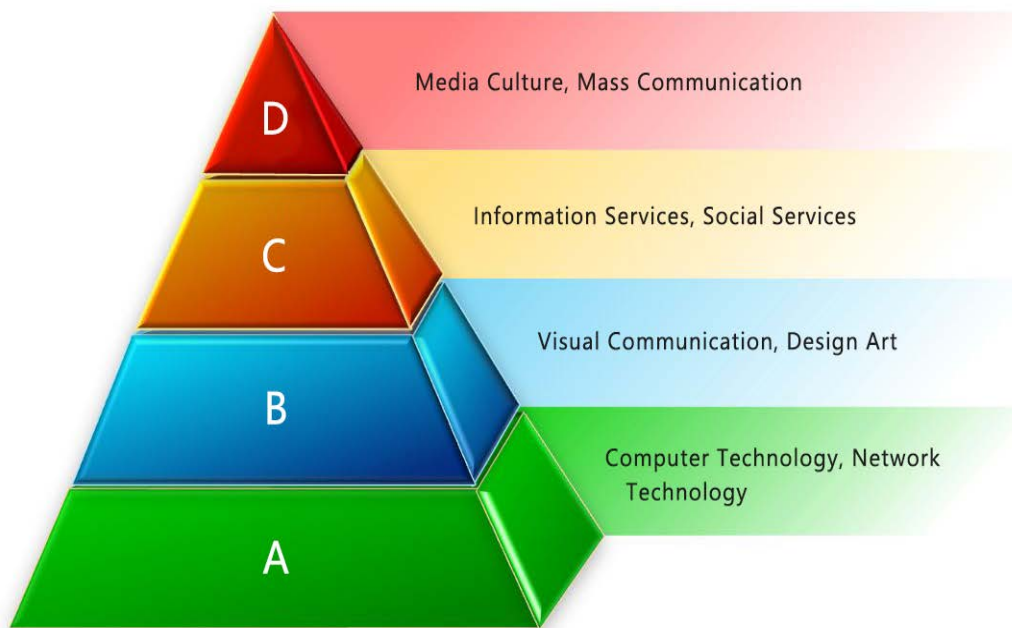 D
Media Culture, Mass Communication
C
Information Services, Social Services
B
Visual Communication, Design Art
A
Computer Technology, Network
Technology